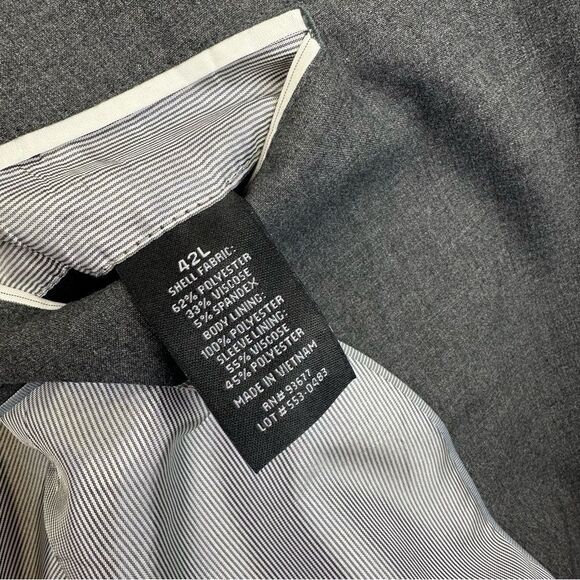 42L
SHELL FABRIC:
62% POLYESTER
33% VISCOSE
5% SPANDEX
BODY LINING:
100% POLYESTER
SLEEVE LINING:
55% VISCOSE
45% POLYESTER
MADE IN VIETNAM
RN# 93677
LOT # 553-0483